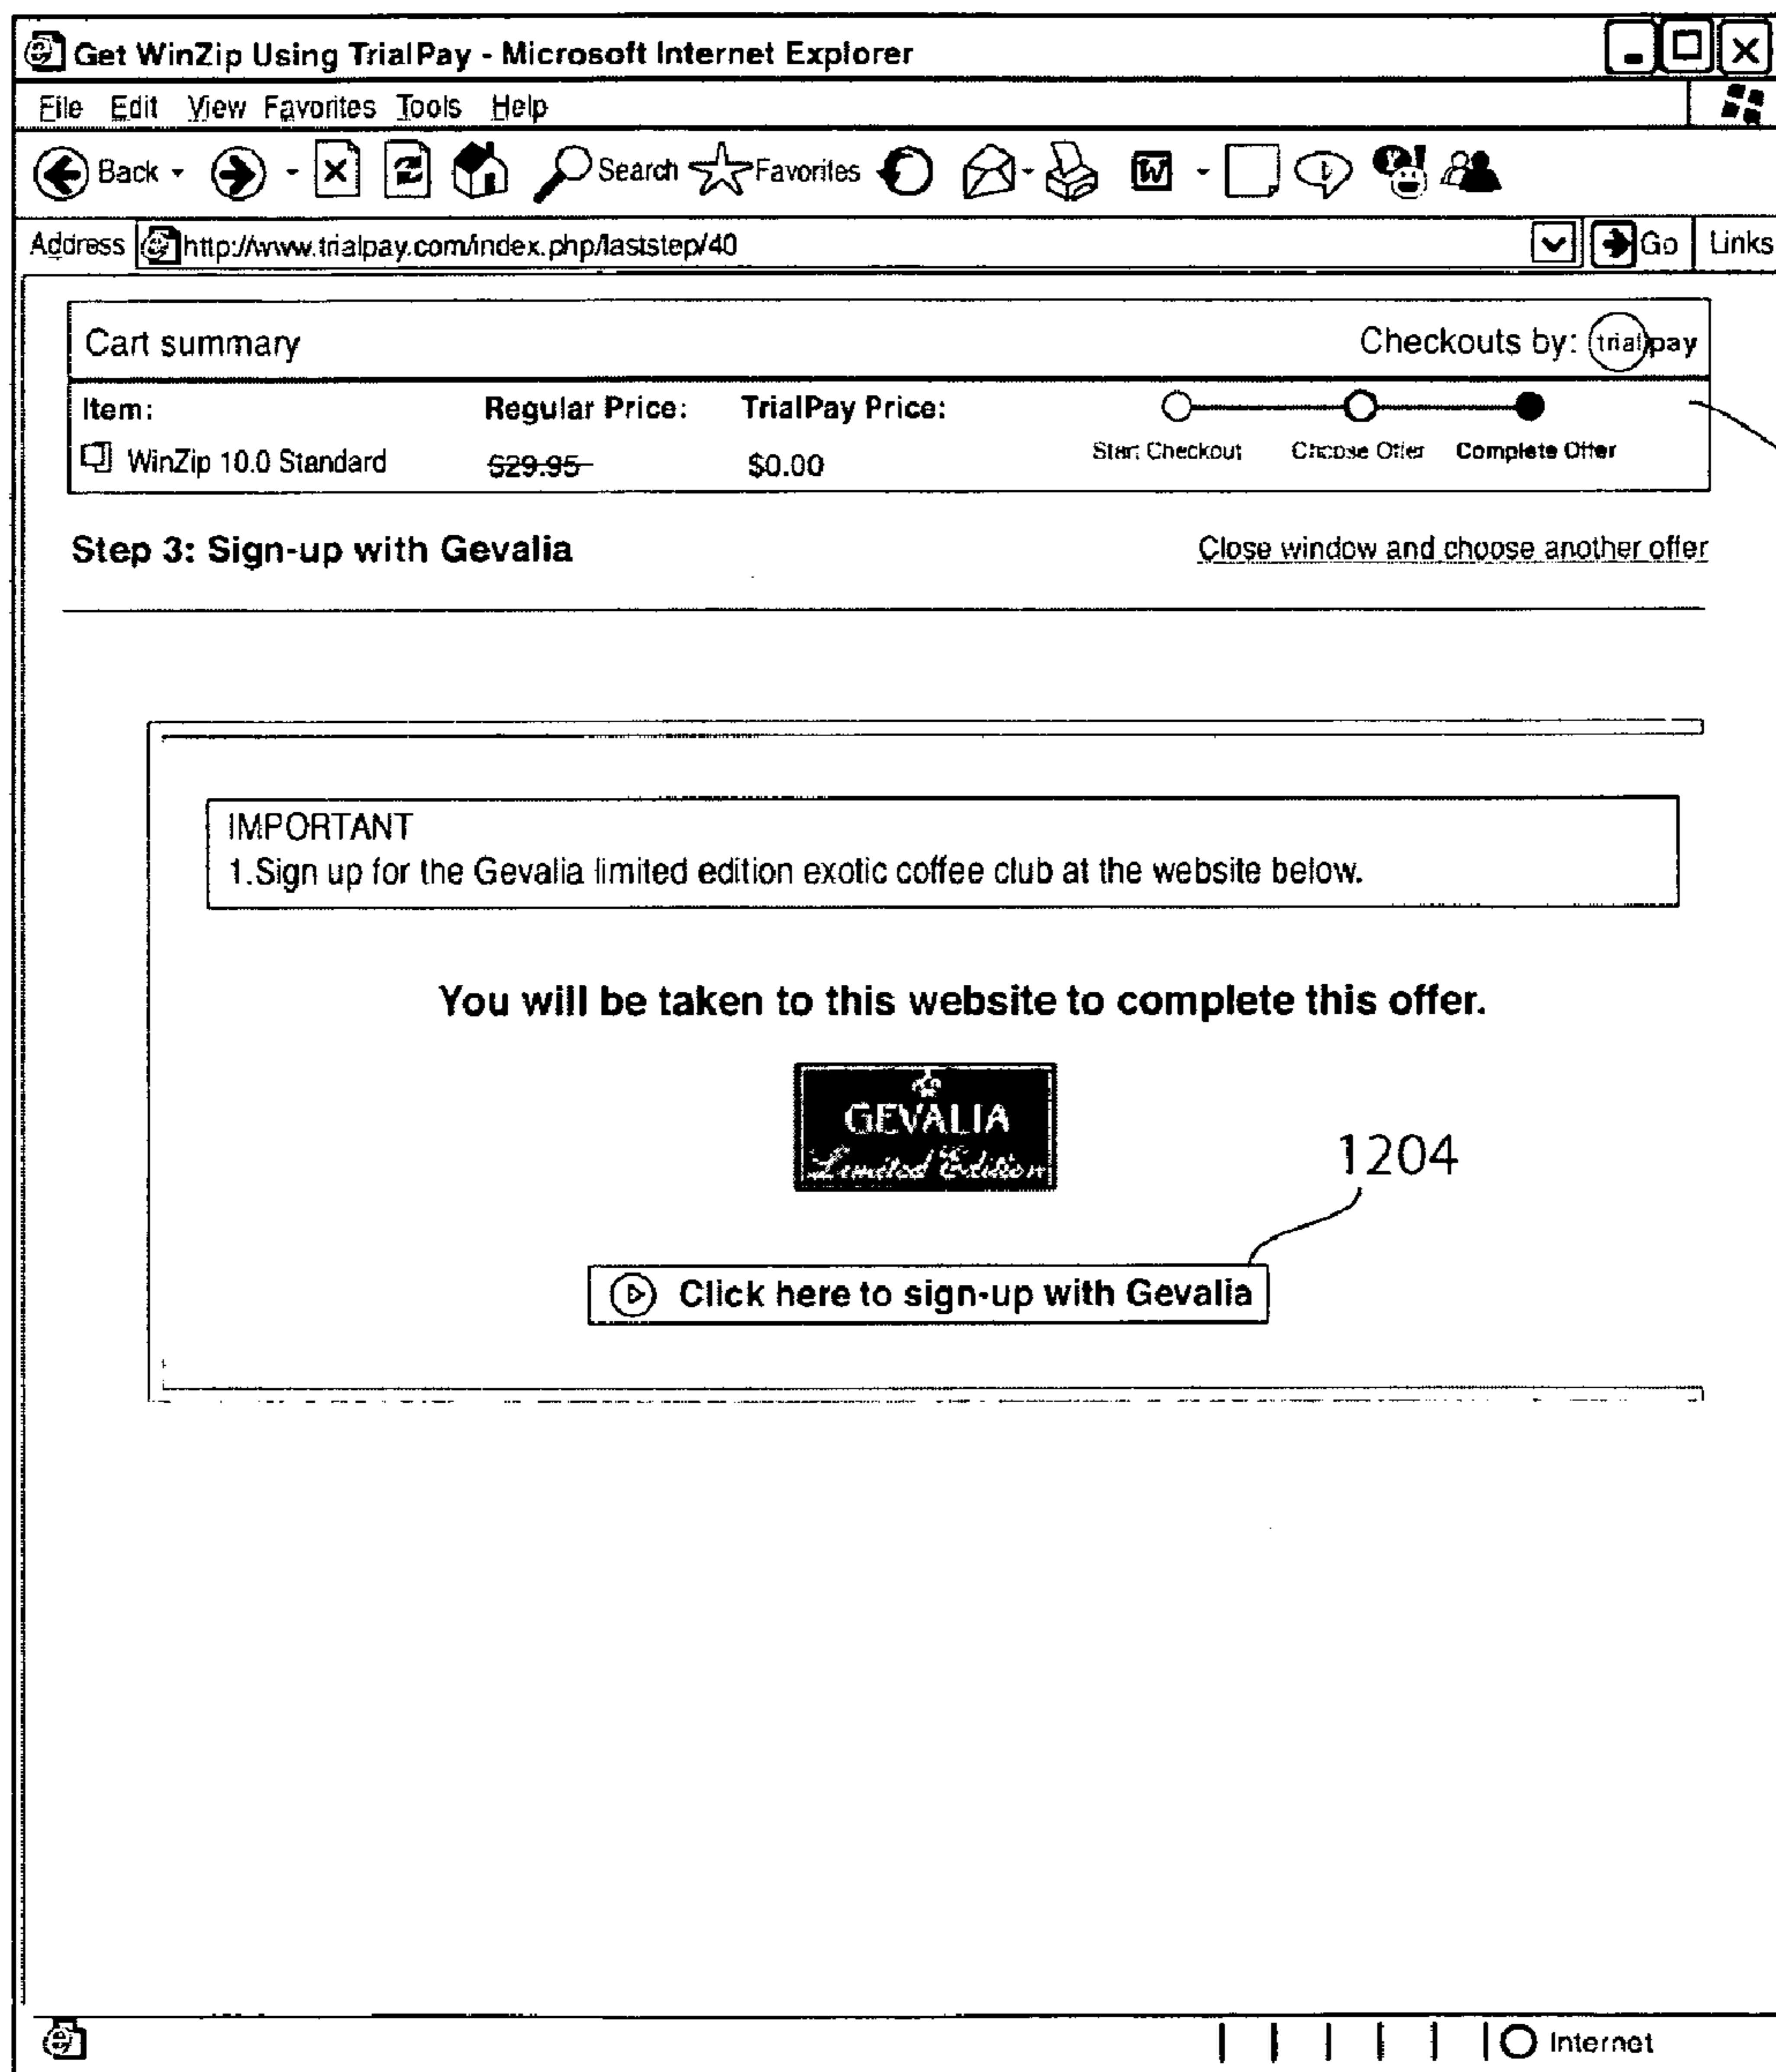 Get WinZip Using TrialPay - Microsoft Internet Explorer
File Edit View Favorites Tools Help
Back Search Favorites
Address http://www.trialpay.com/index.php/laststep/40 Go Links
Cart summary Checkouts by: trialpay
Item: Regular Price: TrialPay Price:
WinZip 10.0 Standard $29.95 $0.00 Start Checkout Choose Offer Complete Offer
Step 3: Sign-up with Gevalia Close window and choose another offer
IMPORTANT
1.Sign up for the Gevalia limited edition exotic coffee club at the website below.
You will be taken to this website to complete this offer.
GEVALIA
Limited Edition
1204
Click here to sign-up with Gevalia
Internet